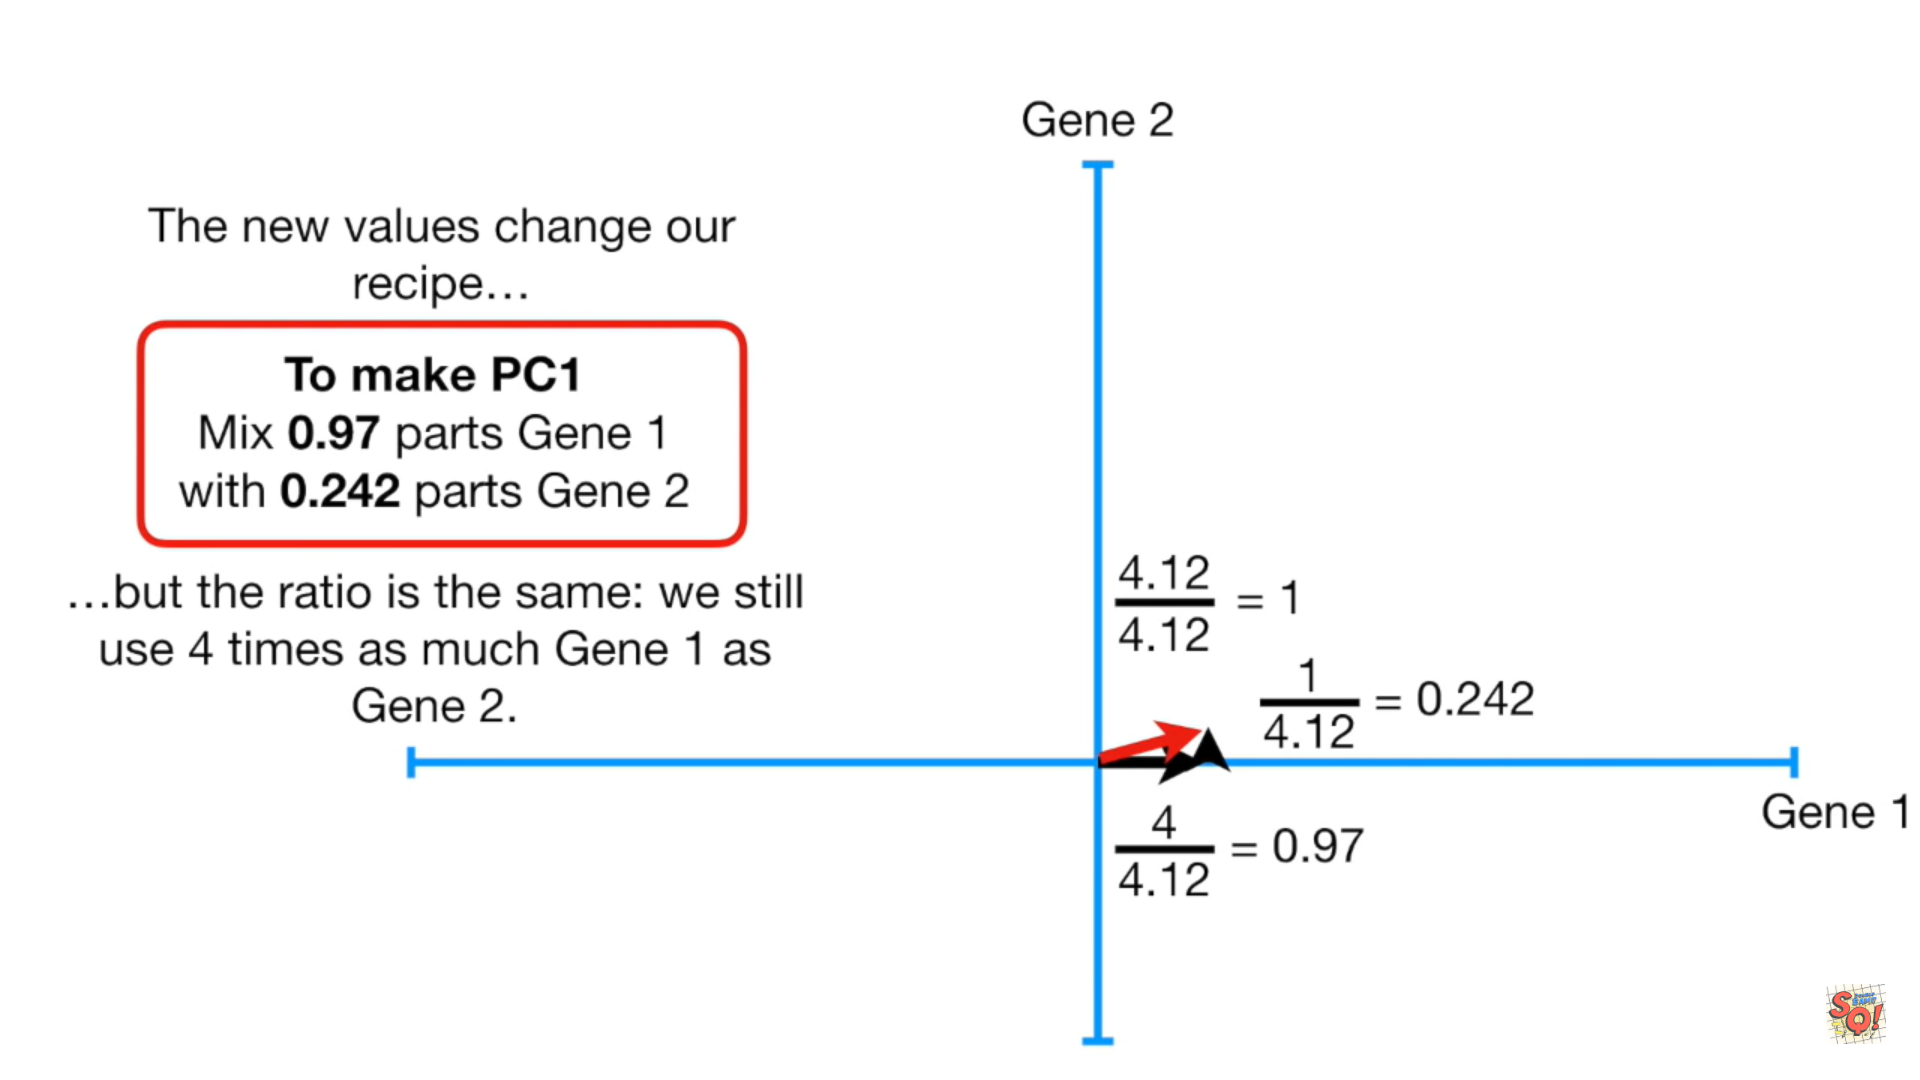 Gene 2
The new values change our
recipe…
To make PC1
Mix 0.97 parts Gene 1
with 0.242 parts Gene 2
…but the ratio is the same: we still
use 4 times as much Gene 1 as
Gene 2.
4.12
4.12
= 1
1
4.12
= 0.242
Gene 1
4
4.12
= 0.97
SQ!